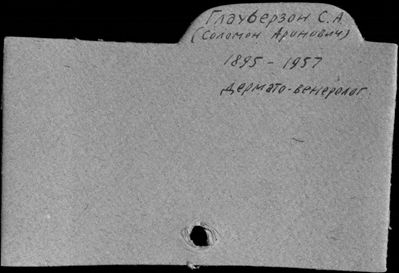 Глауберзон С.А
(Соломон Аронович)
1895 - 1957
дермато-венеролог.